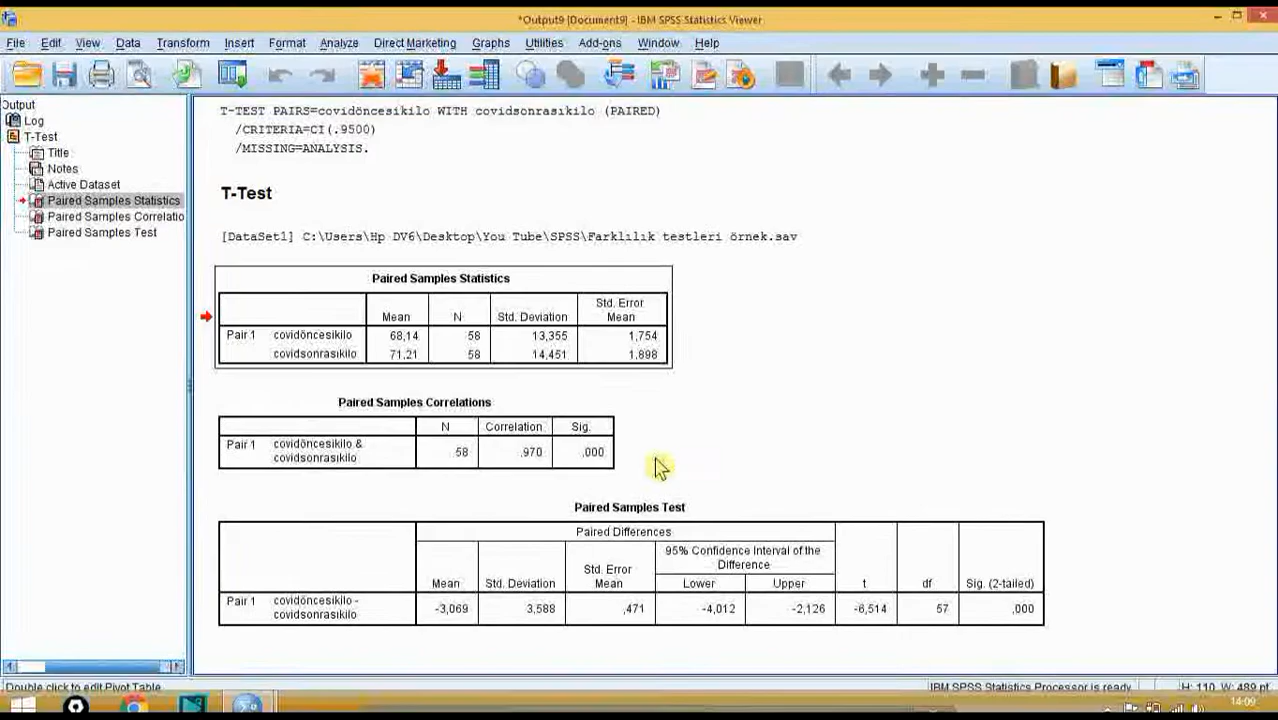 *Output9 [Document9] - IBM SPSS Statistics Viewer
File Edit View Data Transform Insert Format Analyze Direct Marketing Graphs Utilities Add-ons Window Help
Output
Log
T-Test
Title
Notes
Active Dataset
Paired Samples Statistics
Paired Samples Correlatio
Paired Samples Test
T-TEST PAIRS=covidöncesikilo WITH covidsonrasıkilo (PAIRED)
/CRITERIA=CI(.9500)
/MISSING=ANALYSIS.
T-Test
[DataSet1] C:\Users\Hp DV6\Desktop\You Tube\SPSS\Farklılık testleri örnek.sav
Paired Samples Statistics
Mean N Std. Deviation Std. Error Mean
Pair 1 covidöncesikilo 68,14 58 13,355 1,754
covidsonrasıkilo 71,21 58 14,451 1,898
Paired Samples Correlations
N Correlation Sig.
Pair 1 covidöncesikilo & covidsonrasıkilo 58 ,970 ,000
Paired Samples Test
Paired Differences
95% Confidence Interval of the Difference
Mean Std. Deviation Std. Error Mean Lower Upper t df Sig. (2-tailed)
Pair 1 covidöncesikilo - covidsonrasıkilo -3,069 3,588 ,471 -4,012 -2,126 -6,514 57 ,000
Double click to edit Pivot Table
IBM SPSS Statistics Processor is ready
H: 110, W: 489 pt
14:09